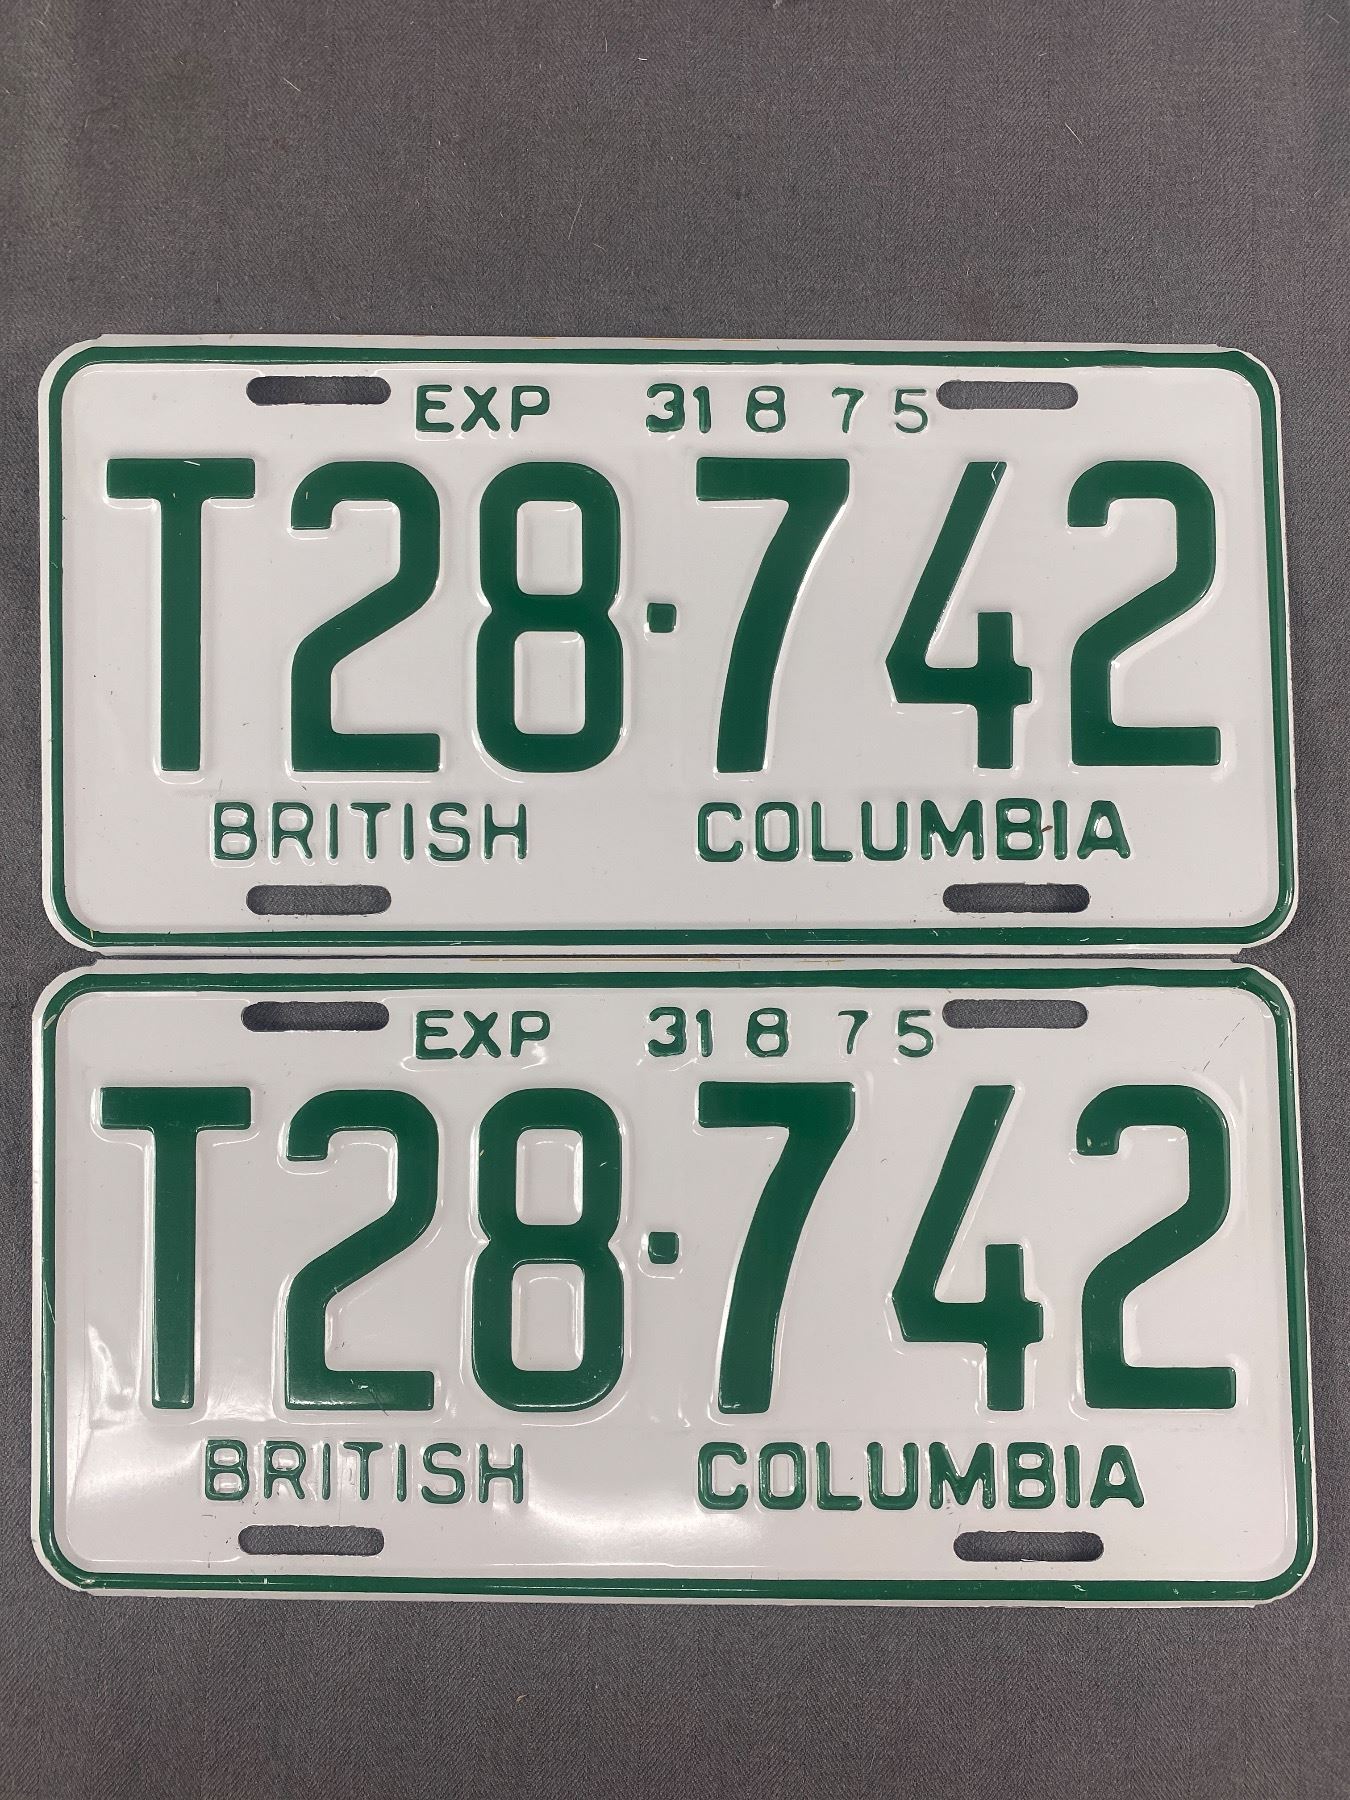 EXP 31 8 75
T28·742
BRITISH COLUMBIA
EXP 31 8 75
T28·742
BRITISH COLUMBIA